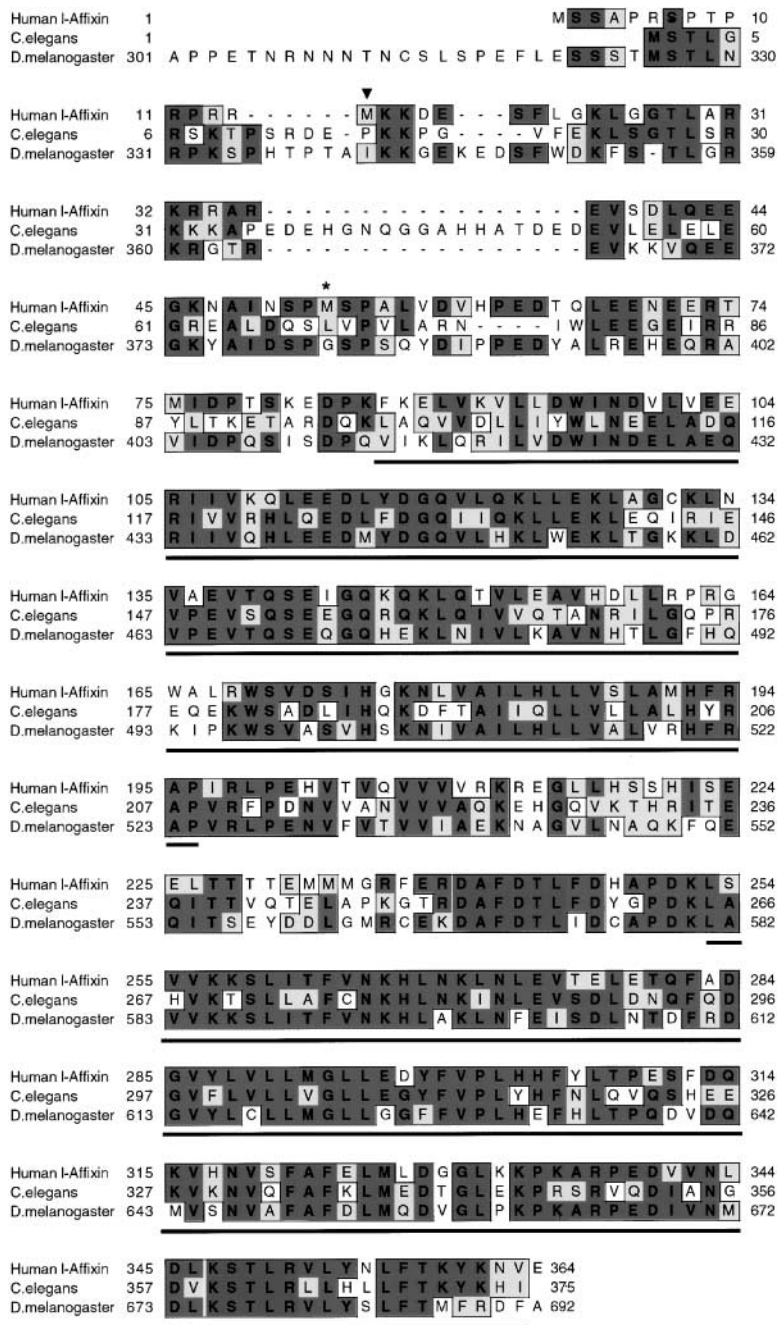 Human I-Affixin 1 M S S A P R S P T P 10
C.elegans 1 M S T L G 5
D.melanogaster 301 A P P E T N R N N N T N C S L S P E F L E S S S T M S T L N 330
▼
Human I-Affixin 11 R P R R - - - - - - M K K D E - - - S F L G K L G G T L A R 31
C.elegans 6 R S K T P S R D E - P K K P G - - - V F E K L S G T L S R 30
D.melanogaster 331 R P K S P H T P T A I K K G E K E D S F W D K F S - T L G R 359
Human I-Affixin 32 K R R A R - - - - - - - - - - - - - - - - E V S D L Q E E 44
C.elegans 31 K K K A P E D E H G N Q G G A H H A T D E D E V L E L E L E 60
D.melanogaster 360 K R G T R - - - - - - - - - - - - - - - - E V K K V Q E E 372
*
Human I-Affixin 45 G K N A I N S P M S P A L V D V H P E D T Q L E E N E E R T 74
C.elegans 61 G R E A L D Q S L V P V L A R N - - - - I W L E E G E I R R 86
D.melanogaster 373 G K Y A I D S P G S P S Q Y D I P P E D Y A L R E H E Q R A 402
Human I-Affixin 75 M I D P T S K E D P K F K E L V K V L L D W I N D V L V E E 104
C.elegans 87 Y L T K E T A R D Q K L A Q V V D L L I Y W L N E E L A D Q 116
D.melanogaster 403 V I D P Q S I S D P Q V I K L Q R I L V D W I N D E L A E Q 432
Human I-Affixin 105 R I I V K Q L E E D L Y D G Q V L Q K L L E K L A G C K L N 134
C.elegans 117 R I V V R H L Q E D L F D G Q I I Q K L L E K L E Q I R I E 146
D.melanogaster 433 R I I V Q H L E E D M Y D G Q V L H K L W E K L T G K K L D 462
Human I-Affixin 135 V A E V T Q S E I G Q K Q K L Q T V L E A V H D L L R P R G 164
C.elegans 147 V P E V S Q S E E G Q R Q K L Q I V V Q T A N R I L G Q P R 176
D.melanogaster 463 V P E V T Q S E Q G Q H E K L N I V L K A V N H T L G F H Q 492
Human I-Affixin 165 W A L R W S V D S I H G K N L V A I L H L L V S L A M H F R 194
C.elegans 177 E Q E K W S A D L I H Q K D F T A I I Q L L V L L A L H Y R 206
D.melanogaster 493 K I P K W S V A S V H S K N I V A I L H L L V A L V R H F R 522
Human I-Affixin 195 A P I R L P E H V T V Q V V V V R K R E G L L H S S H I S E 224
C.elegans 207 A P V R F P D N V V A N V V V A Q K E H G Q V K T H R I T E 236
D.melanogaster 523 A P V R L P E N V F V T V V I A E K N A G V L N A Q K F Q E 552
Human I-Affixin 225 E L T T T T E M M M G R F E R D A F D T L F D H A P D K L S 254
C.elegans 237 Q I T T V Q T E L A P K G T R D A F D T L F D Y G P D K L A 266
D.melanogaster 553 Q I T S E Y D D L G M R C E K D A F D T L I D C A P D K L A 582
Human I-Affixin 255 V V K K S L I T F V N K H L N K L N L E V T E L E T Q F A D 284
C.elegans 267 H V K T S L L A F C N K H L N K I N L E V S D L D N Q F Q D 296
D.melanogaster 583 V V K K S L I T F V N K H L A K L N F E I S D L N T D F R D 612
Human I-Affixin 285 G V Y L V L L M G L L E D Y F V P L H H F Y L T P E S F D Q 314
C.elegans 297 G V F L V L L V G L L E G Y F V P L Y H F N L Q V Q S H E E 326
D.melanogaster 613 G V Y L C L L M G L L G G F F V P L H E F H L T P Q D V D Q 642
Human I-Affixin 315 K V H N V S F A F E L M L D G G L K K P K A R P E D V V N L 344
C.elegans 327 K V K N V Q F A F K L M E D T G L E K P R S R V Q D I A N G 356
D.melanogaster 643 M V S N V A F A F D L M Q D V G L P K P K A R P E D I V N M 672
Human I-Affixin 345 D L K S T L R V L Y N L F T K Y K N V E 364
C.elegans 357 D V K S T L R L L H L L F T K Y K H I 375
D.melanogaster 673 D L K S T L R V L Y S L F T M F R D F A 692